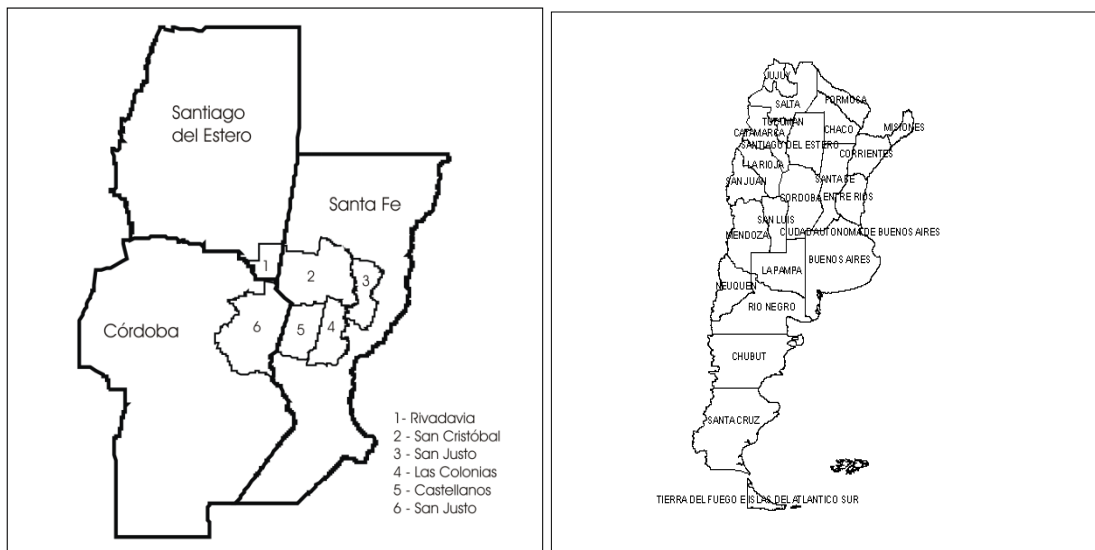 Santiago
del Estero
Santa Fe
1
2
3
Córdoba
6
5
4
1- Rivadavia
2 - San Cristóbal
3 - San Justo
4 - Las Colonias
5 - Castellanos
6 - San Justo
JUJUY
SALTA
FORMOSA
TUCUMAN
CHACO
MISIONES
CATAMARCA
SANTIAGO DEL ESTERO
CORRIENTES
LA RIOJA
SANTA FE
SAN JUAN
CORDOBA
ENTRE RIOS
SAN LUIS
MENDOZA
CIUDAD AUTONOMA DE BUENOS AIRES
BUENOS AIRES
LA PAMPA
NEUQUEN
RIO NEGRO
CHUBUT
SANTA CRUZ
TIERRA DEL FUEGO E ISLAS DEL ATLANTICO SUR